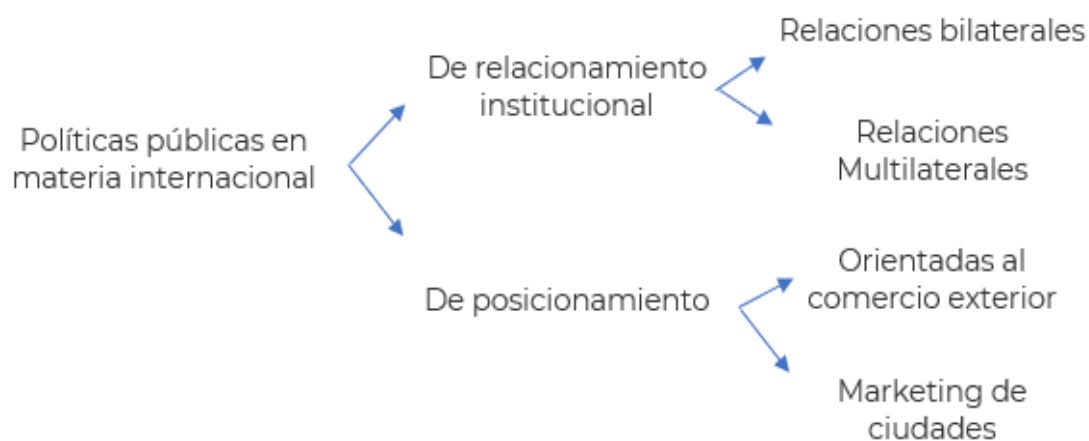 Políticas públicas en
materia internacional
De relacionamiento
institucional
Relaciones bilaterales
Relaciones
Multilaterales
De posicionamiento
Orientadas al
comercio exterior
Marketing de
ciudades